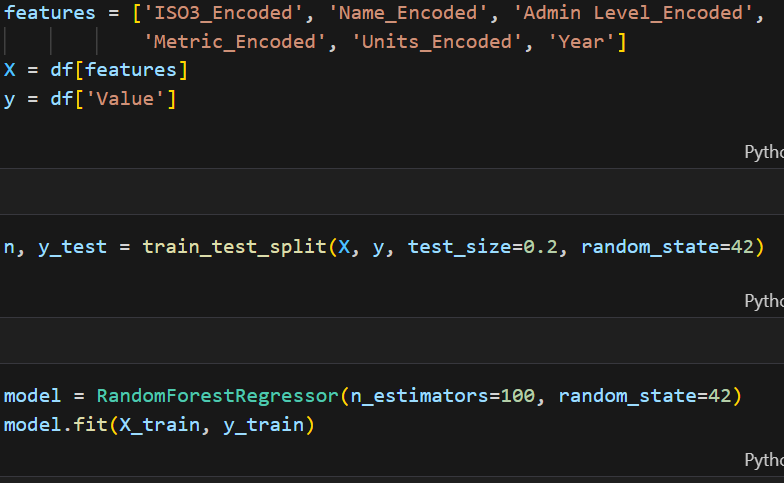 features = ['ISO3_Encoded', 'Name_Encoded', 'Admin Level_Encoded',
'Metric_Encoded', 'Units_Encoded', 'Year']
X = df[features]
y = df['Value']
Pytho
n, y_test = train_test_split(X, y, test_size=0.2, random_state=42)
Pytho
model = RandomForestRegressor(n_estimators=100, random_state=42)
model.fit(X_train, y_train)
Pytho